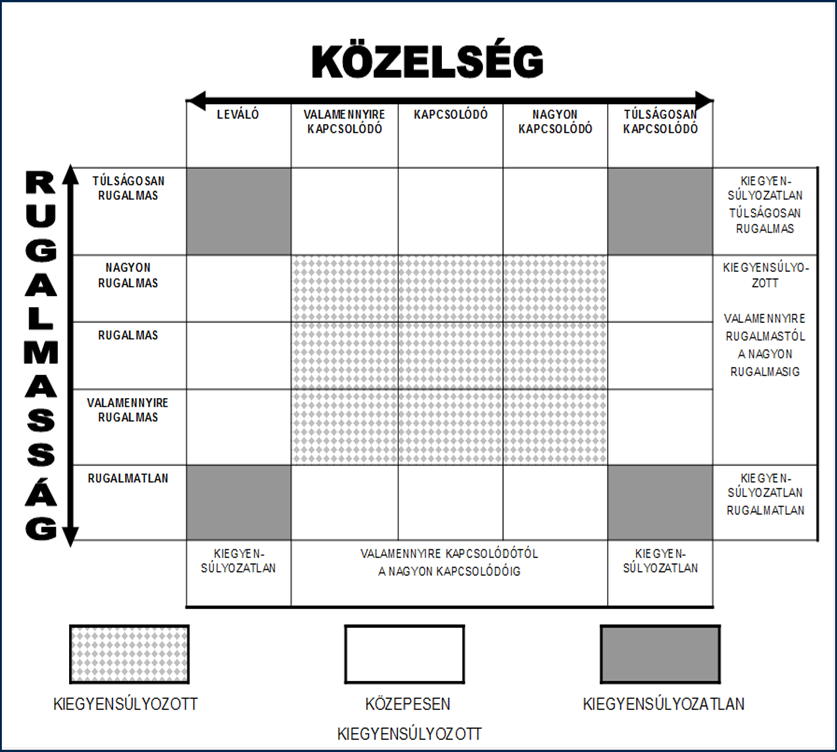 KÖZELSÉG
LEVÁLÓ
VALAMENNYIRE
KAPCSOLÓDÓ
KAPCSOLÓDÓ
NAGYON
KAPCSOLÓDÓ
TÚLSÁGOSAN
KAPCSOLÓDÓ
RUGALMASSÁG
TÚLSÁGOSAN
RUGALMAS
KIEGYEN-
SÚLYOZATLAN
TÚLSÁGOSAN
RUGALMAS
NAGYON
RUGALMAS
RUGALMAS
VALAMENNYIRE
RUGALMAS
KIEGYENSÚLYO-
ZOTT
VALAMENNYIRE
RUGALMASTÓL
A NAGYON
RUGALMASIG
RUGALMATLAN
KIEGYEN-
SÚLYOZATLAN
RUGALMATLAN
KIEGYEN-
SÚLYOZATLAN
VALAMENNYIRE KAPCSOLÓDÓTÓL
A NAGYON KAPCSOLÓDÓIG
KIEGYEN-
SÚLYOZATLAN
KIEGYENSÚLYOZOTT
KÖZEPESEN
KIEGYENSÚLYOZOTT
KIEGYENSÚLYOZATLAN